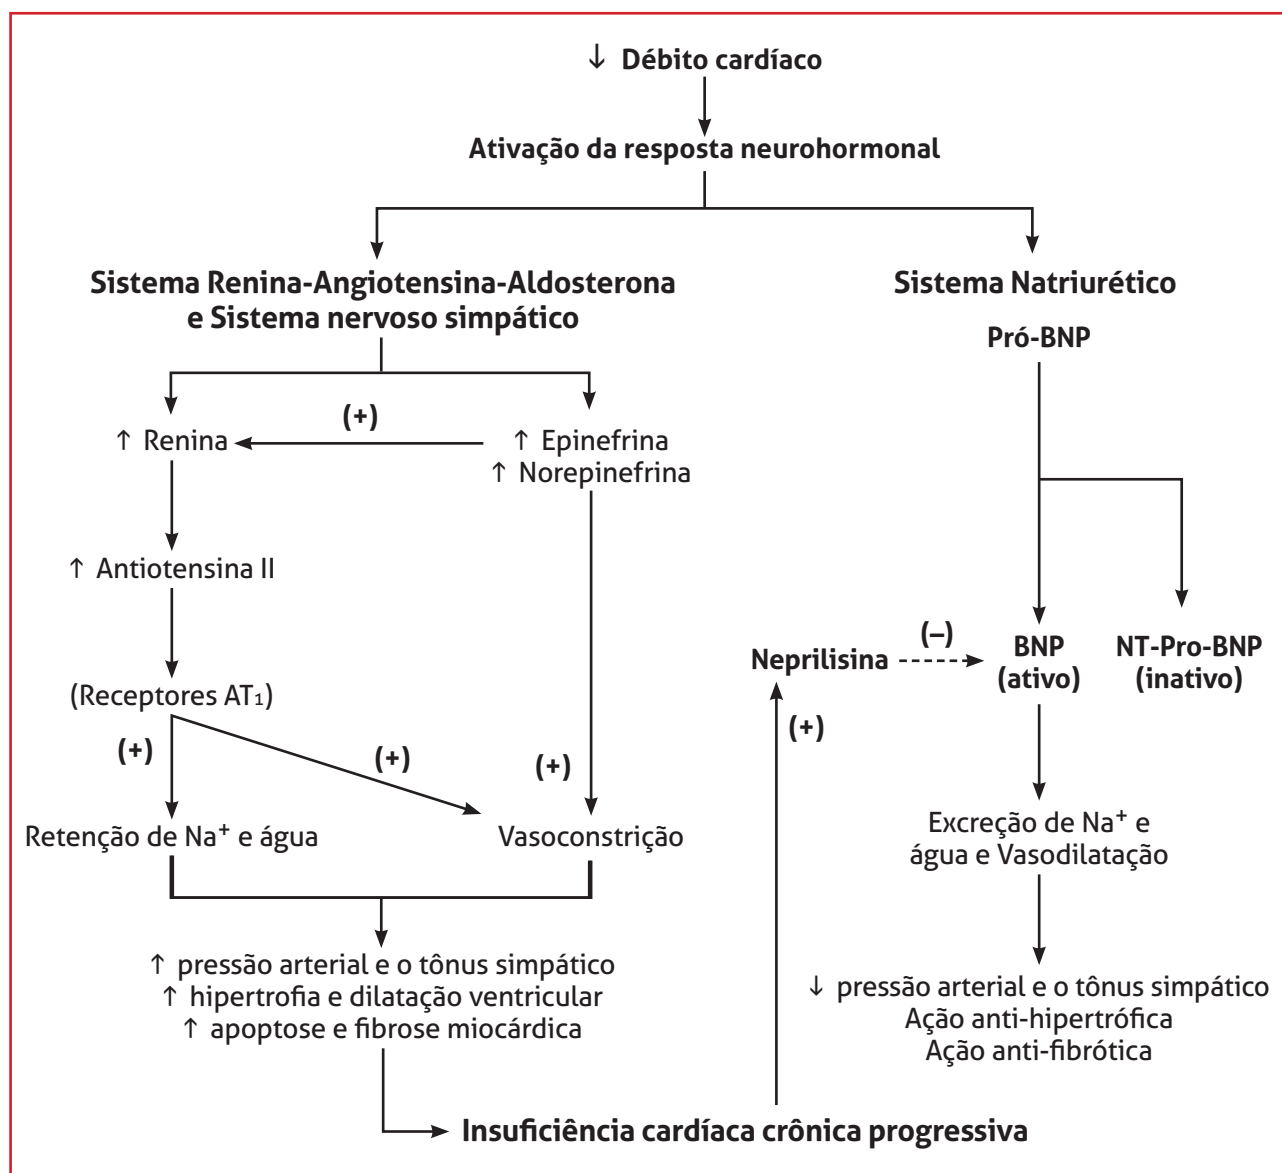 ↓ Débito cardíaco
Ativação da resposta neurohormonal
Sistema Renina-Angiotensina-Aldosterona
e Sistema nervoso simpático
Sistema Natriurético
Pró-BNP
(+)
↑ Renina
↑ Epinefrina
↑ Norepinefrina
↑ Antiotensina II
(Receptores AT₁)
(+)
(+)
(+)
Retenção de Na⁺ e água
Vasoconstrição
↑ pressão arterial e o tônus simpático
↑ hipertrofia e dilatação ventricular
↑ apoptose e fibrose miocárdica
Insuficiência cardíaca crônica progressiva
(+)
Neprilisina
(–)
BNP
(ativo)
NT-Pro-BNP
(inativo)
Excreção de Na⁺ e
água e Vasodilatação
↓ pressão arterial e o tônus simpático
Ação anti-hipertrófica
Ação anti-fibrótica